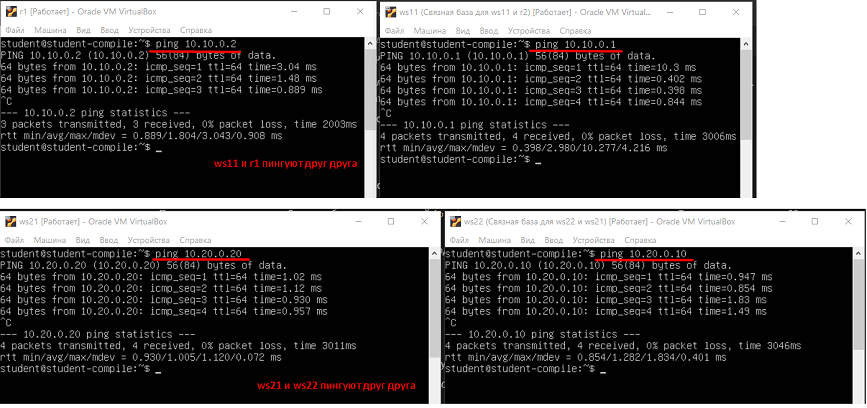 r1 [Работает] - Oracle VM VirtualBox
Файл Машина Вид Ввод Устройства Справка
student@student-compile:~$ ping 10.10.0.2
PING 10.10.0.2 (10.10.0.2) 56(84) bytes of data.
64 bytes from 10.10.0.2: icmp_seq=1 ttl=64 time=3.04 ms
64 bytes from 10.10.0.2: icmp_seq=2 ttl=64 time=1.48 ms
64 bytes from 10.10.0.2: icmp_seq=3 ttl=64 time=0.889 ms
^C
--- 10.10.0.2 ping statistics ---
3 packets transmitted, 3 received, 0% packet loss, time 2003ms
rtt min/avg/max/mdev = 0.889/1.804/3.043/0.908 ms
student@student-compile:~$ _
ws11 и r1 пингуют друг друга
ws11 (Связная база для ws11 и r2) [Работает] - Oracle VM VirtualBox
Файл Машина Вид Ввод Устройства Справка
student@student-compile:~$ ping 10.10.0.1
PING 10.10.0.1 (10.10.0.1) 56(84) bytes of data.
64 bytes from 10.10.0.1: icmp_seq=1 ttl=64 time=10.3 ms
64 bytes from 10.10.0.1: icmp_seq=2 ttl=64 time=0.402 ms
64 bytes from 10.10.0.1: icmp_seq=3 ttl=64 time=0.398 ms
64 bytes from 10.10.0.1: icmp_seq=4 ttl=64 time=0.844 ms
^C
--- 10.10.0.1 ping statistics ---
4 packets transmitted, 4 received, 0% packet loss, time 3006ms
rtt min/avg/max/mdev = 0.398/2.980/10.277/4.216 ms
student@student-compile:~$ _
ws21 [Работает] - Oracle VM VirtualBox
Файл Машина Вид Ввод Устройства Справка
student@student-compile:~$ ping 10.20.0.20
PING 10.20.0.20 (10.20.0.20) 56(84) bytes of data.
64 bytes from 10.20.0.20: icmp_seq=1 ttl=64 time=1.02 ms
64 bytes from 10.20.0.20: icmp_seq=2 ttl=64 time=1.12 ms
64 bytes from 10.20.0.20: icmp_seq=3 ttl=64 time=0.930 ms
64 bytes from 10.20.0.20: icmp_seq=4 ttl=64 time=0.957 ms
^C
--- 10.20.0.20 ping statistics ---
4 packets transmitted, 4 received, 0% packet loss, time 3011ms
rtt min/avg/max/mdev = 0.930/1.005/1.120/0.072 ms
student@student-compile:~$ _
ws21 и ws22 пингуют друг друга
ws22 (Связная база для ws22 и ws21) [Работает] - Oracle VM VirtualBox
Файл Машина Вид Ввод Устройства Справка
student@student-compile:~$ ping 10.20.0.10
PING 10.20.0.10 (10.20.0.10) 56(84) bytes of data.
64 bytes from 10.20.0.10: icmp_seq=1 ttl=64 time=0.947 ms
64 bytes from 10.20.0.10: icmp_seq=2 ttl=64 time=0.854 ms
64 bytes from 10.20.0.10: icmp_seq=3 ttl=64 time=1.83 ms
64 bytes from 10.20.0.10: icmp_seq=4 ttl=64 time=1.49 ms
^C
--- 10.20.0.10 ping statistics ---
4 packets transmitted, 4 received, 0% packet loss, time 3046ms
rtt min/avg/max/mdev = 0.854/1.282/1.834/0.401 ms
student@student-compile:~$ _